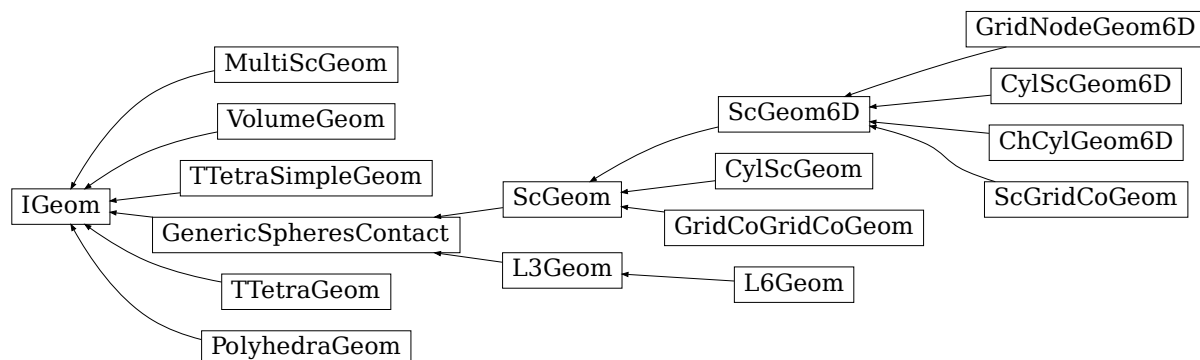 GridNodeGeom6D
MultiScGeom
CylScGeom6D
VolumeGeom
ScGeom6D
ChCylGeom6D
TTetraSimpleGeom
CylScGeom
IGeom
ScGeom
ScGridCoGeom
GenericSpheresContact
GridCoGridCoGeom
L3Geom
TTetraGeom
L6Geom
PolyhedraGeom